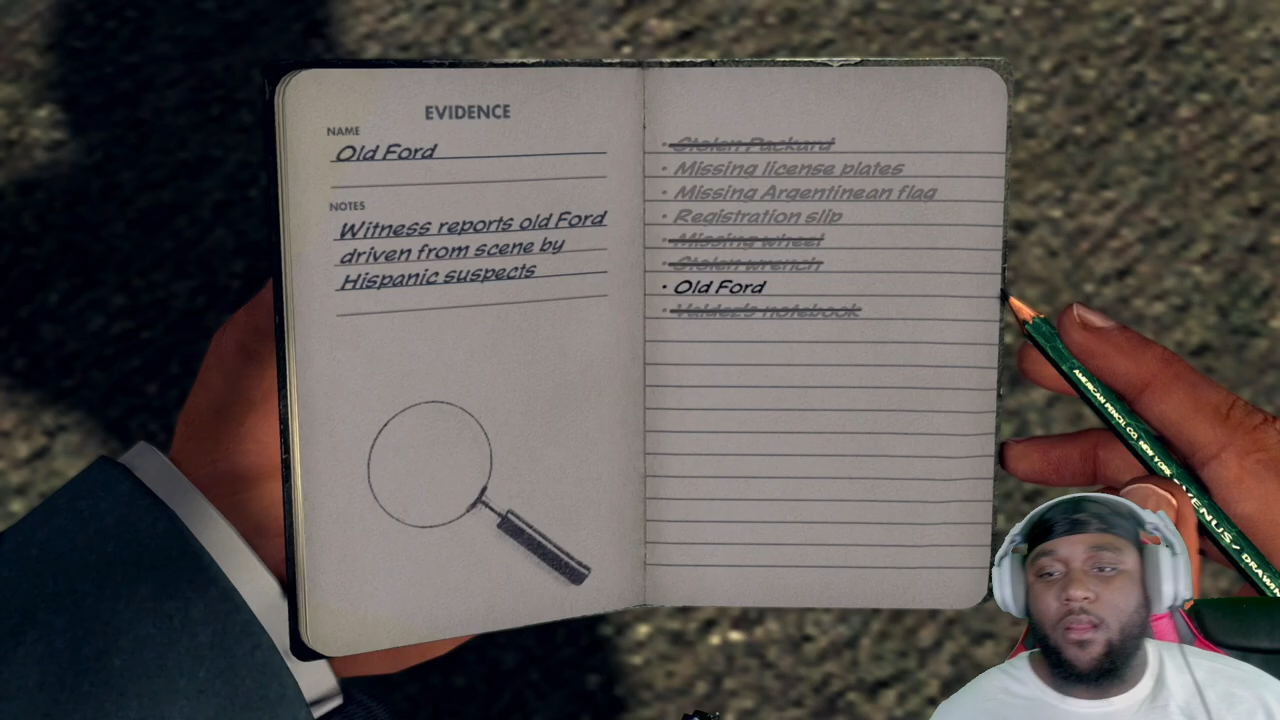 EVIDENCE
NAME
Old Ford
NOTES
Witness reports old Ford
driven from scene by
Hispanic suspects
• Stolen Packard
• Missing license plates
• Missing Argentinean flag
• Registration slip
• Missing wheel
• Stolen wrench
• Old Ford
• Valdez's notebook
AMERICAN PENCIL CO. NEW YORK VENUS / DRAWIN